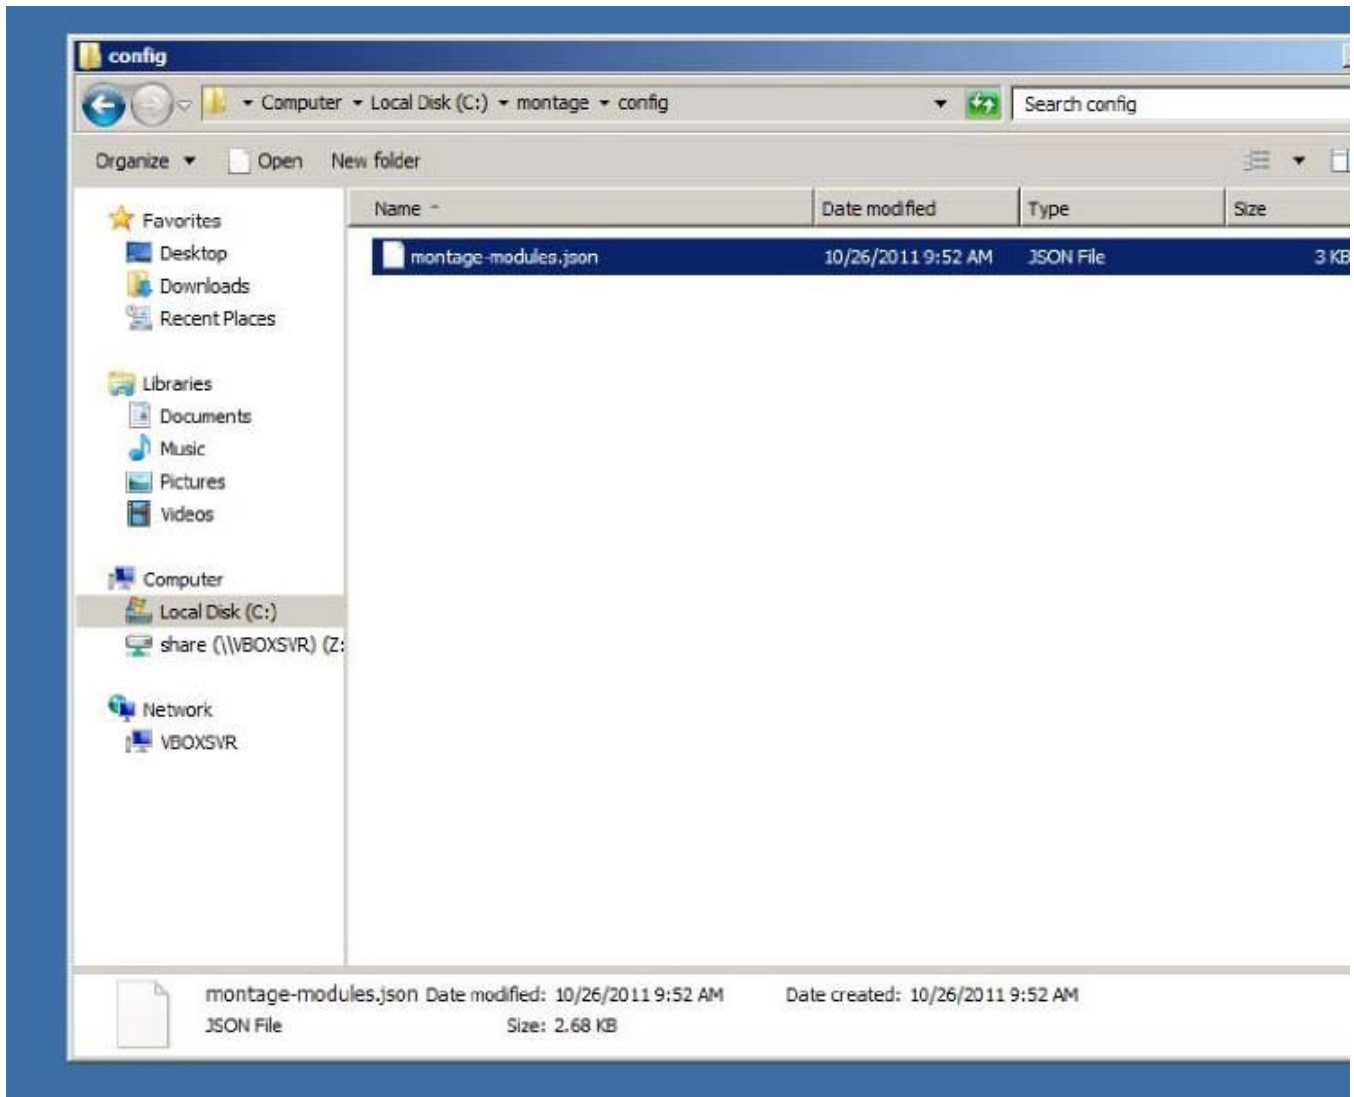 config
Computer Local Disk (C:) montage config
Search config
Organize Open New folder
Name Date modified Type Size
montage-modules.json 10/26/2011 9:52 AM JSON File 3 KB
Favorites
Desktop
Downloads
Recent Places
Libraries
Documents
Music
Pictures
Videos
Computer
Local Disk (C:)
share (\\VBOXSVR) (Z:
Network
VBOXSVR
montage-modules.json Date modified: 10/26/2011 9:52 AM Date created: 10/26/2011 9:52 AM
JSON File Size: 2.68 KB